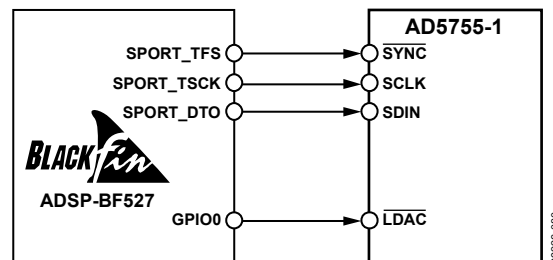 AD5755-1
SPORT_TFS
SYNC
SPORT_TSCK
SCLK
SPORT_DTO
SDIN
BLACKfin
ADSP-BF527
GPIO0
LDAC